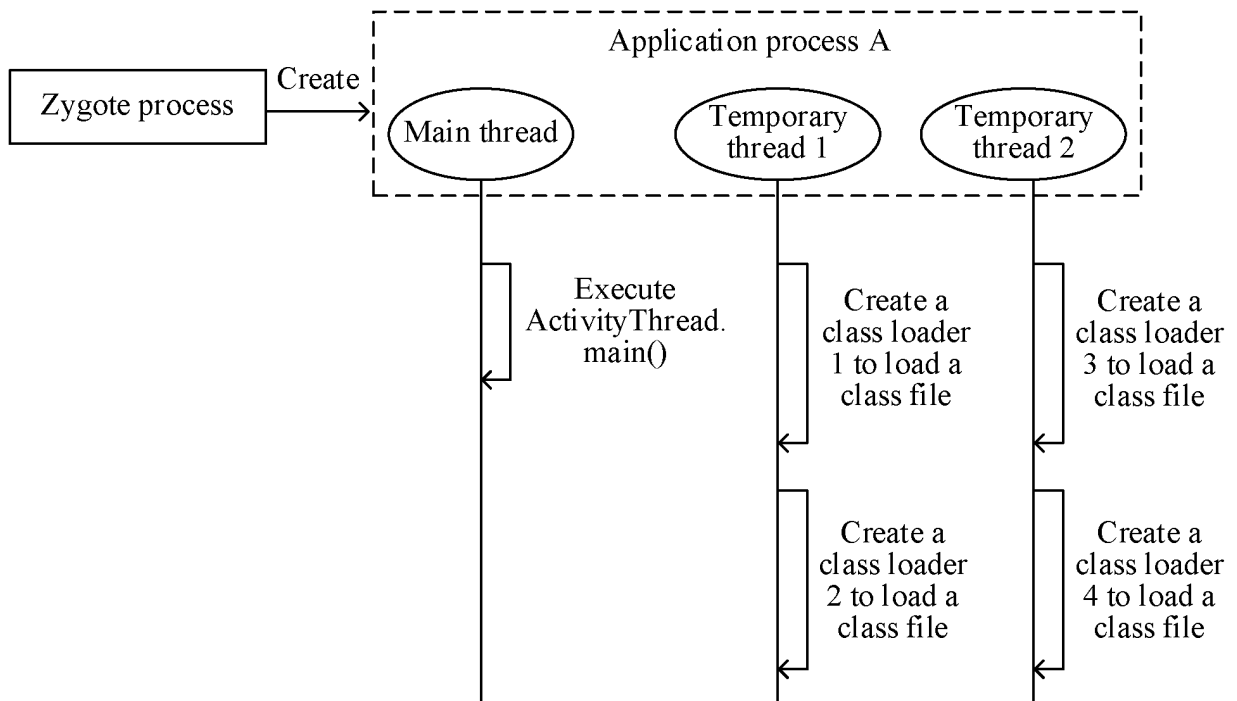 Application process A
Zygote process
Create
Main thread
Temporary
thread 1
Temporary
thread 2
Execute
ActivityThread.
main()
Create a
class loader
1 to load a
class file
Create a
class loader
3 to load a
class file
Create a
class loader
2 to load a
class file
Create a
class loader
4 to load a
class file